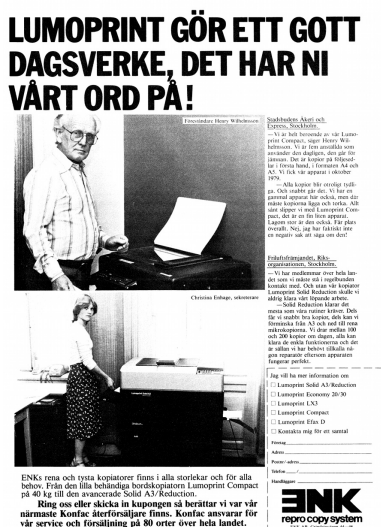 LUMOPRINT GÖR ETT GOTT
DAGSVERKE, DET HAR NI
VÅRT ORD PÅ!
Föreståndare Henry Wilhelmsson
Stadsbudens Åkeri och
Express, Stockholm.
– Vi är helt beroende av vår Lumo-
print Compact, säger Henry Wil-
helmsson. Vi är fem anställda som
använder den dagligen, den går för
jämnan. Det är kopior på följesed-
lar i första hand, i formaten A4 och
A5. Vi fick vår apparat i oktober
1979.
– Alla kopior blir otroligt tydli-
ga. Och snabbt går det. Vi har en
gammal apparat här också, men där
måste kopiorna ligga och torka. Allt
sånt slipper vi med Lumoprint Com-
pact, det är en fin liten apparat.
Lagom stor är den också. Får plats
överallt. Nej, jag har faktiskt inte
en negativ sak att säga om den!
Christina Enhage, sekreterare
Friluftsfrämjandet, Riks-
organisationen, Stockholm.
– Vi har medlemmar över hela lan-
det som vi måste nå i regelbunden
kontakt med. Och utan vår kopiator
Lumoprint Solid Reduction skulle vi
aldrig klara vårt löpande arbete.
– Solid Reduction klarar det
mesta som våra rutiner kräver. Dels
får vi snabbt bra kopior, dels kan vi
förminska från A3 och ned till rena
mikrokopiorna. Vi drar mellan 100
och 200 kopior om dagen, alla kan
klara de enkla funktionerna och det
är sällan vi har behövt tillkalla nå-
gon reparatör eftersom apparaten
fungerar perfekt.
Jag vill ha mer information om
Lumoprint Solid A3/Reduction
Lumoprint Economy 20/30
Lumoprint LX3
Lumoprint Compact
Lumoprint Efax D
Kontakta mig för ett samtal
Företag
Adress
Postnr/-adress
Telefon
Handläggare
ENK
repro copy system
ENKs rena och tysta kopiatorer finns i alla storlekar och för alla
behov. Från den lilla behändiga bordskopiatorn Lumoprint Compact
på 40 kg till den avancerade Solid A3/Reduction.
Ring oss eller skicka in kupongen så berättar vi var vår
närmaste Konfac återförsäljare finns. Konfac ansvarar för
vår service och försäljning på 80 orter över hela landet.